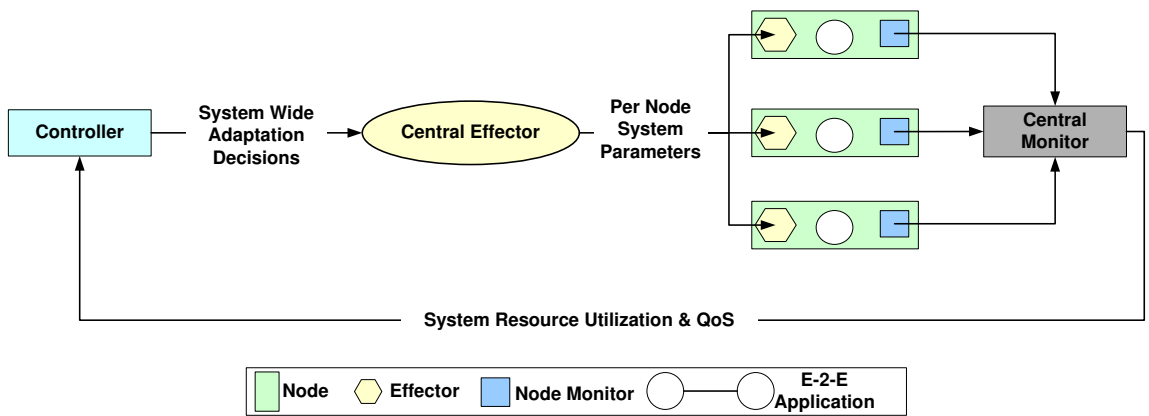 Controller
System Wide
Adaptation
Decisions
Central Effector
Per Node
System
Parameters
Central
Monitor
System Resource Utilization & QoS
Node
Effector
Node Monitor
E-2-E
Application